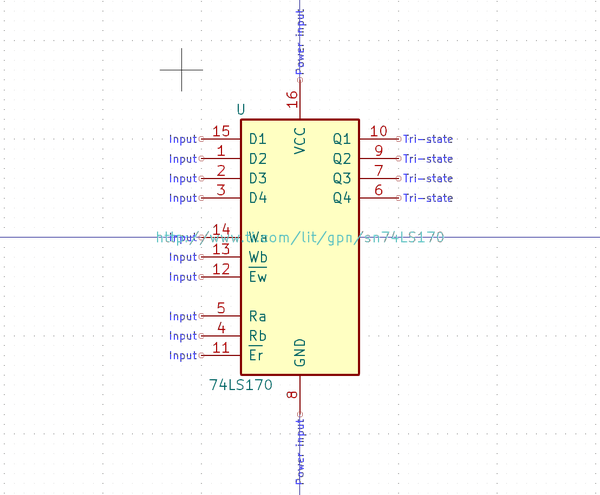 Power input
16
U
VCC
Input 15 D1 Q1 10 Tri-state
Input 1 D2 Q2 9 Tri-state
Input 2 D3 Q3 7 Tri-state
Input 3 D4 Q4 6 Tri-state
Input 14 Wa
http://www.ti.com/lit/gpn/sn74LS170
Input 13 Wb
Input 12 Ew
Input 5 Ra
Input 4 Rb
Input 11 Er
GND
74LS170
8
Power input